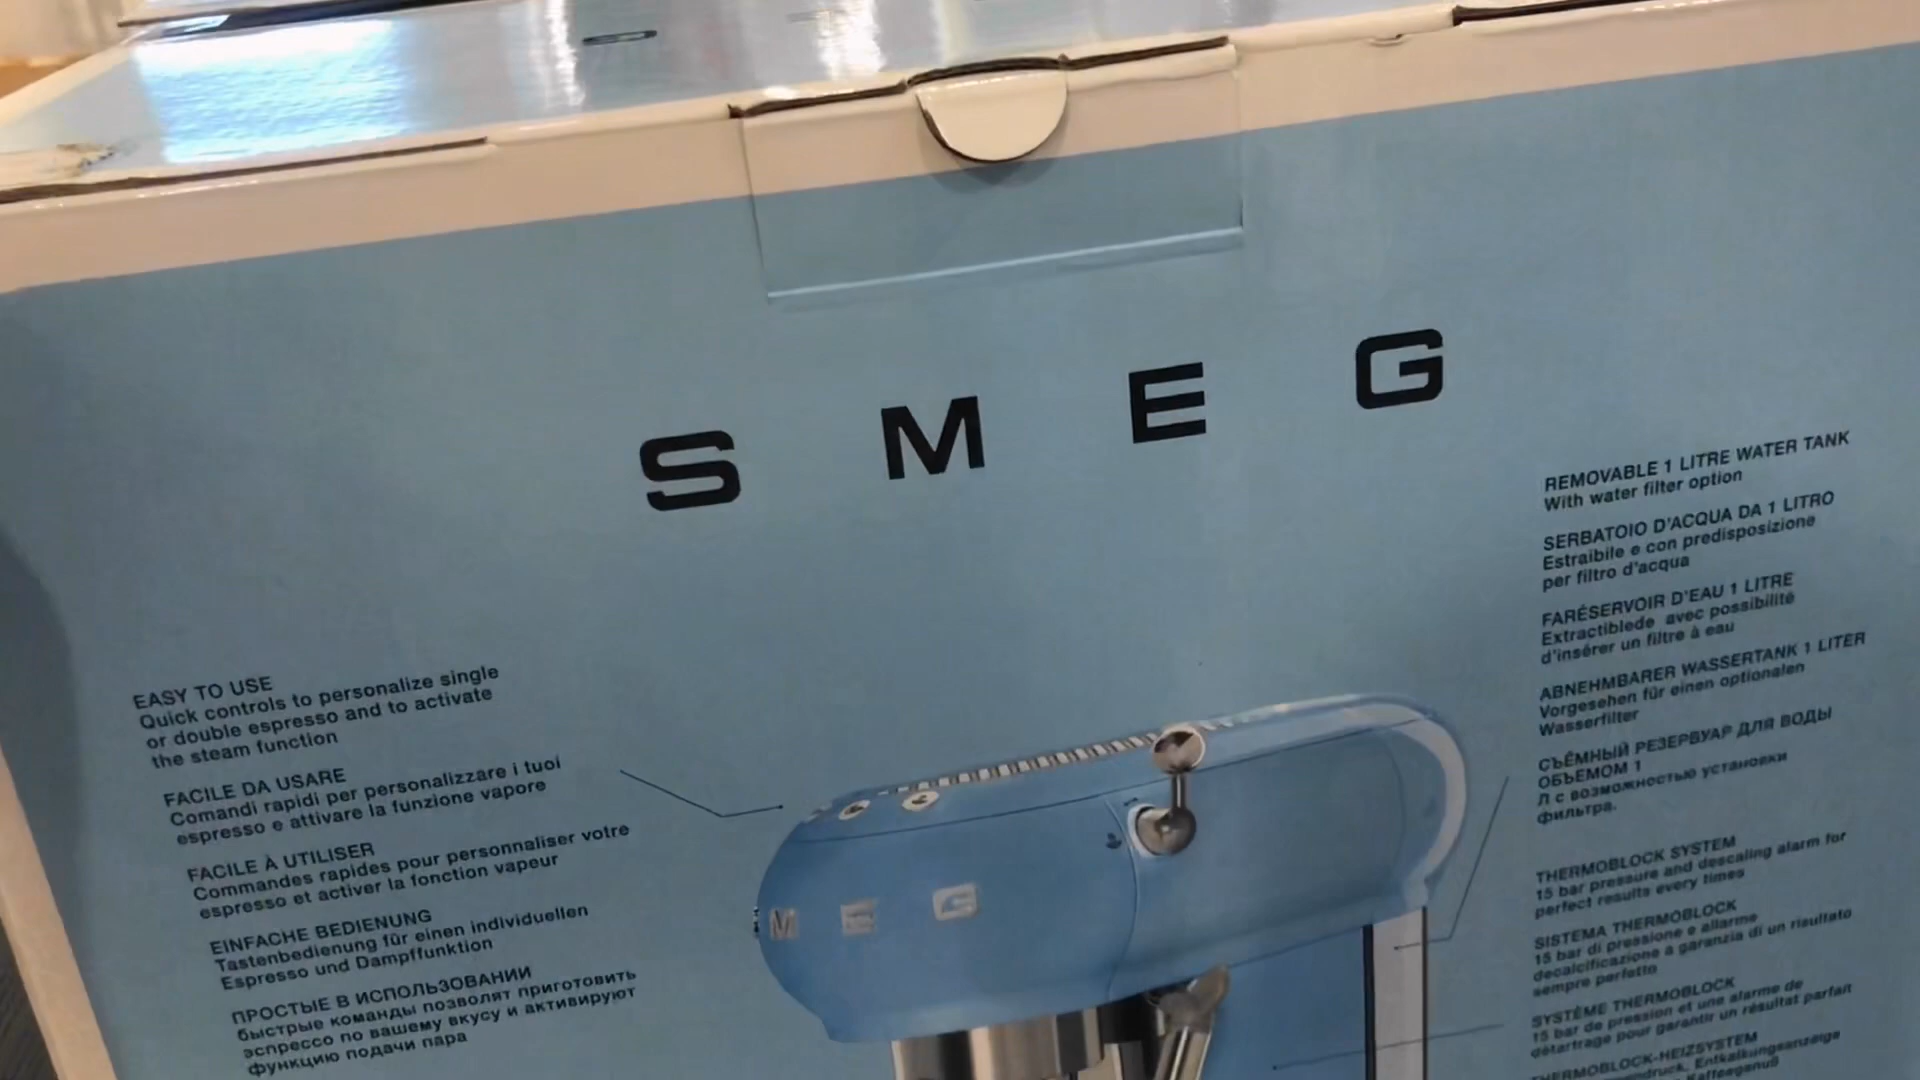 SMEG
EASY TO USE
Quick controls to personalize single
or double espresso and to activate
the steam function
FACILE DA USARE
Comandi rapidi per personalizzare i tuoi
espresso e attivare la funzione vapore
FACILE À UTILISER
Commandes rapides pour personnaliser votre
espresso et activer la fonction vapeur
EINFACHE BEDIENUNG
Tastenbedienung für einen individuellen
Espresso und Dampffunktion
ПРОСТЫЕ В ИСПОЛЬЗОВАНИИ
быстрые команды позволят приготовить
эспрессо по вашему вкусу и активируют
функцию подачи пара
M E G
REMOVABLE 1 LITRE WATER TANK
With water filter option
SERBATOIO D'ACQUA DA 1 LITRO
Estraibile e con predisposizione
per filtro d'acqua
FARÉSERVOIR D'EAU 1 LITRE
Extractiblede avec possibilité
d'insérer un filtre à eau
ABNEHMBARER WASSERTANK 1 LITER
Vorgesehen für einen optionalen
Wasserfilter
СЪЁМНЫЙ РЕЗЕРВУАР ДЛЯ ВОДЫ
ОБЪЕМОМ 1
Л с возможностью установки
фильтра.
THERMOBLOCK SYSTEM
15 bar pressure and descaling alarm for
perfect results every times
SISTEMA THERMOBLOCK
15 bar di pressione e allarme
decalcificazione a garanzia di un risultato
sempre perfetto
SYSTÈME THERMOBLOCK
15 bar de pression et une alarme de
détartrage pour garantir un résultat parfait
THERMOBLOCK-HEIZSYSTEM
Entkalkungsanzeige
Kaffeegenuß